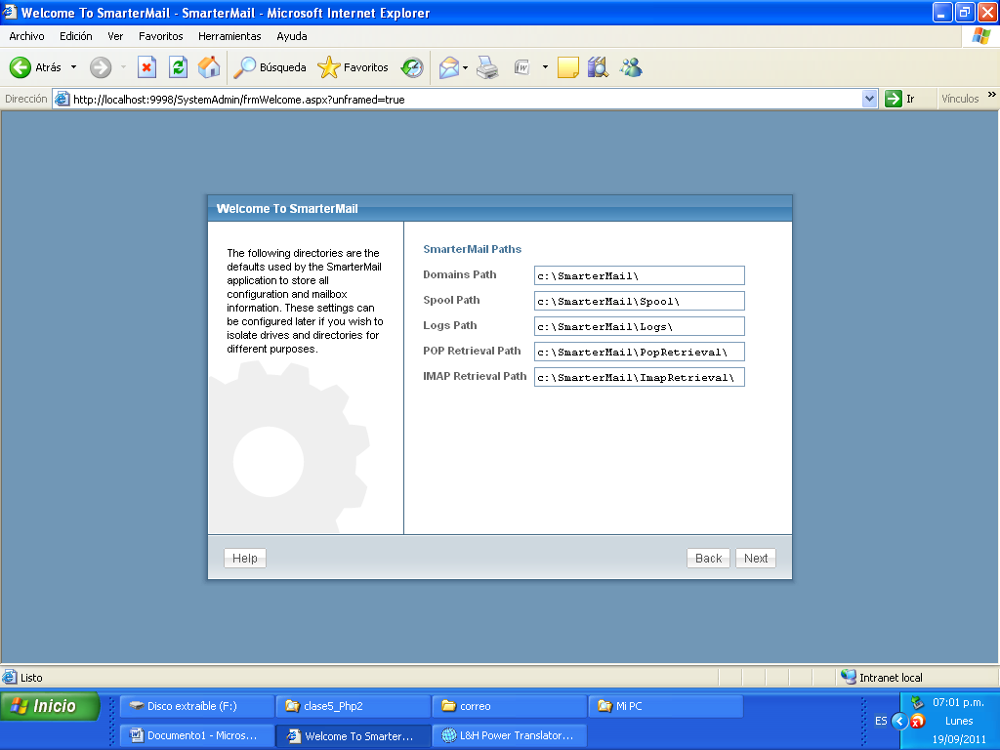 Welcome To SmarterMail - SmarterMail - Microsoft Internet Explorer
Archivo Edición Ver Favoritos Herramientas Ayuda
Atrás Búsqueda Favoritos
Dirección http://localhost:9998/SystemAdmin/frmWelcome.aspx?unframed=true Ir Vínculos »
Welcome To SmarterMail
The following directories are the
defaults used by the SmarterMail
application to store all
configuration and mailbox
information. These settings can
be configured later if you wish to
isolate drives and directories for
different purposes.
SmarterMail Paths
Domains Path c:\SmarterMail\
Spool Path c:\SmarterMail\Spool\
Logs Path c:\SmarterMail\Logs\
POP Retrieval Path c:\SmarterMail\PopRetrieval\
IMAP Retrieval Path c:\SmarterMail\ImapRetrieval\
Help Back Next
Listo Intranet local
Inicio
Disco extraíble (F:) clase5_Php2 correo Mi PC
Documento1 - Micros... Welcome To Smarter... L&H Power Translator...
ES
07:01 p.m.
Lunes
19/09/2011